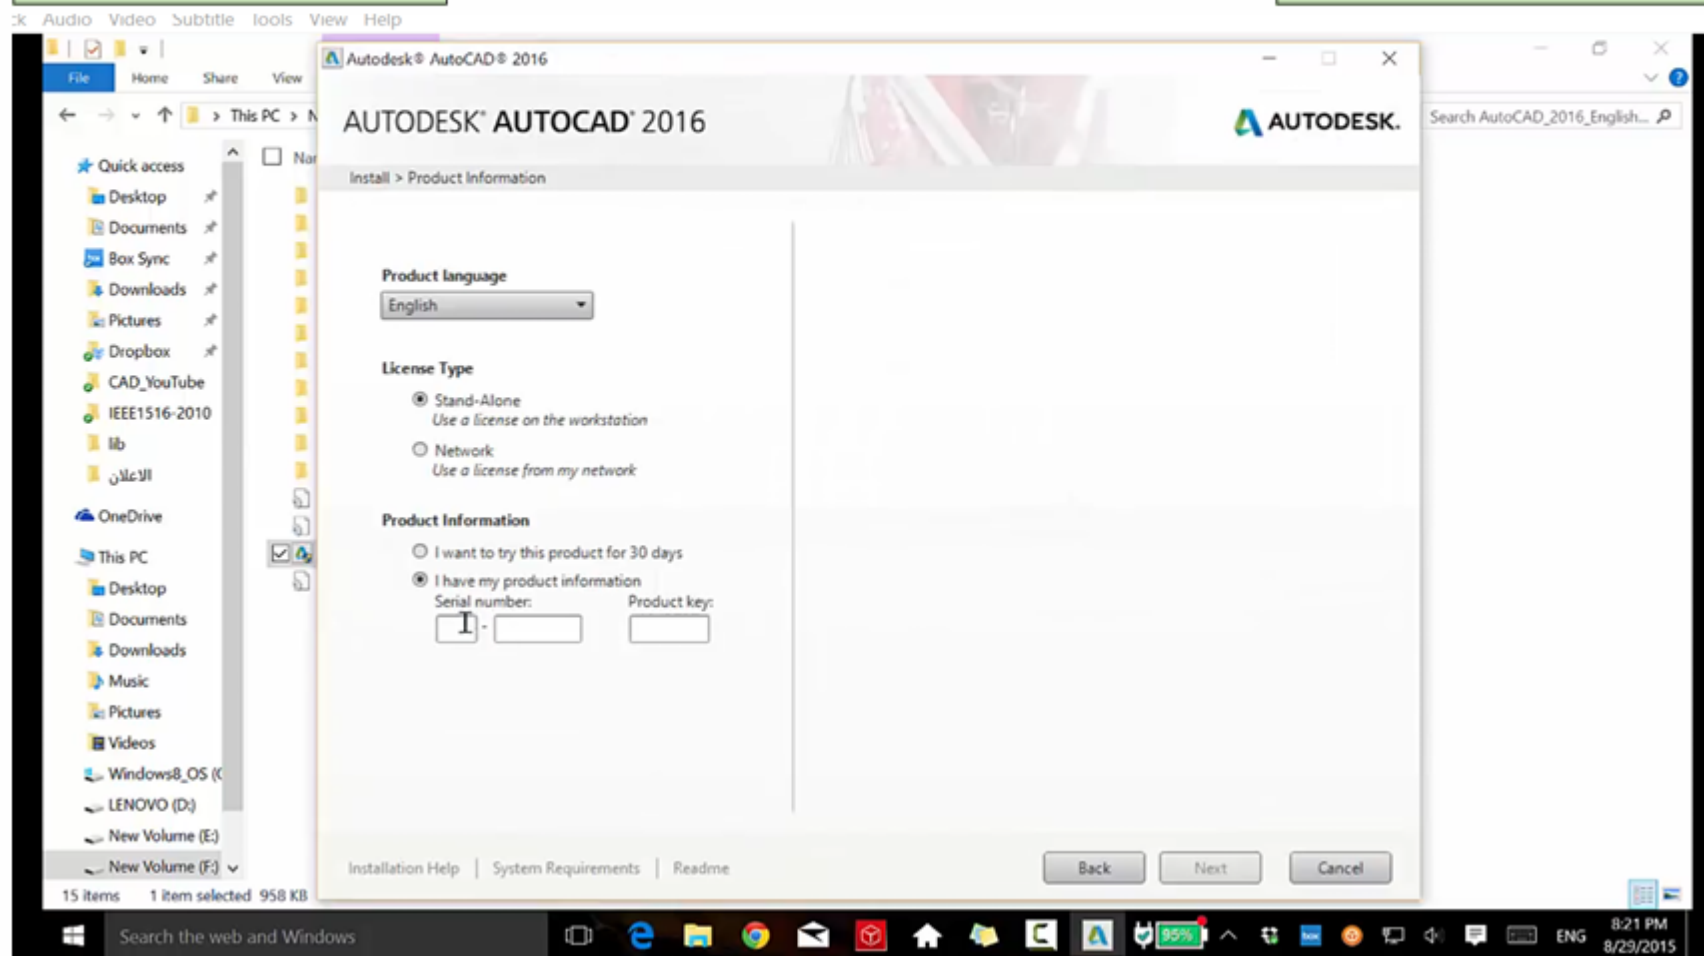 Audio Video Subtitle Tools View Help
Autodesk® AutoCAD® 2016
File Home Share View
This PC
Search AutoCAD_2016_English...
AUTODESK® AUTOCAD® 2016
AUTODESK.
Install > Product Information
Quick access
Desktop
Documents
Box Sync
Downloads
Pictures
Dropbox
CAD_YouTube
IEEE1516-2010
lib
الاعلان
OneDrive
This PC
Desktop
Documents
Downloads
Music
Pictures
Videos
Windows8_OS (C
LENOVO (D:)
New Volume (E:)
New Volume (F:)
15 items 1 item selected 958 KB
Product language
English
License Type
Stand-Alone
Use a license on the workstation
Network
Use a license from my network
Product Information
I want to try this product for 30 days
I have my product information
Serial number: Product key:
-
Installation Help | System Requirements | Readme
Back Next Cancel
Search the web and Windows
95%
box
ENG
8:21 PM
8/29/2015